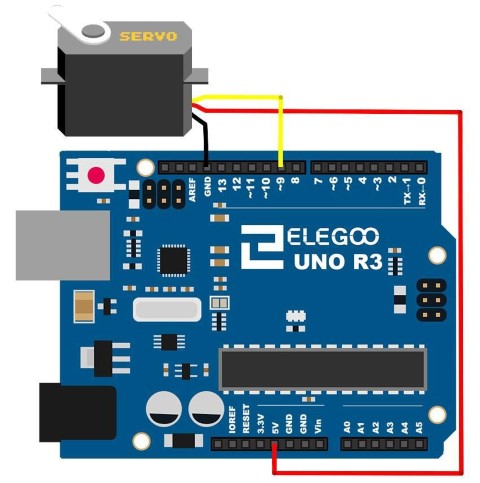 SERVO
AREF
GND
13
12
~11
~10
~9
8
7
~6
~5
4
~3
2
TX→1
RX←0
ELEGOO
UNO R3
IOREF
RESET
3.3V
5V
GND
GND
Vin
A0
A1
A2
A3
A4
A5